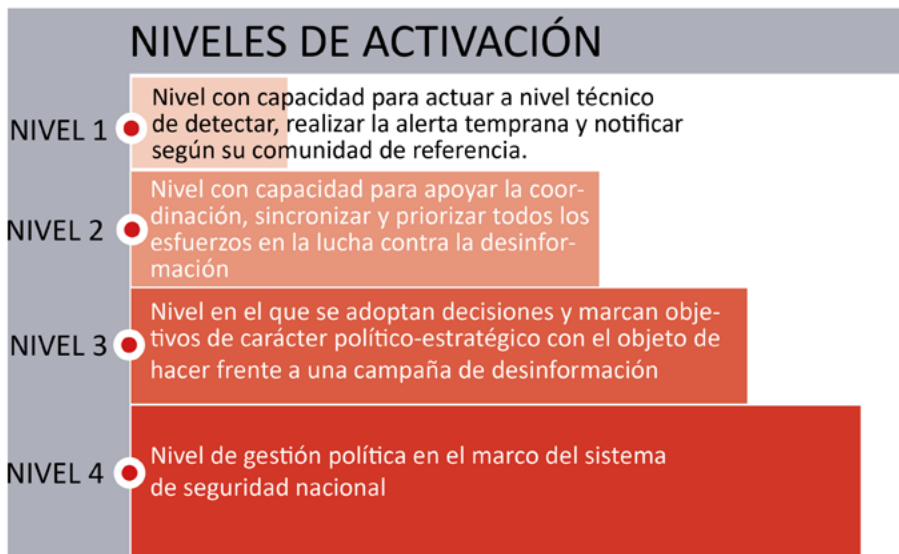 NIVELES DE ACTIVACIÓN
NIVEL 1
Nivel con capacidad para actuar a nivel técnico
de detectar, realizar la alerta temprana y notificar
según su comunidad de referencia.
NIVEL 2
Nivel con capacidad para apoyar la coor-
dinación, sincronizar y priorizar todos los
esfuerzos en la lucha contra la desinfor-
mación
NIVEL 3
Nivel en el que se adoptan decisiones y marcan obje-
tivos de carácter político-estratégico con el objeto de
hacer frente a una campaña de desinformación
NIVEL 4
Nivel de gestión política en el marco del sistema
de seguridad nacional